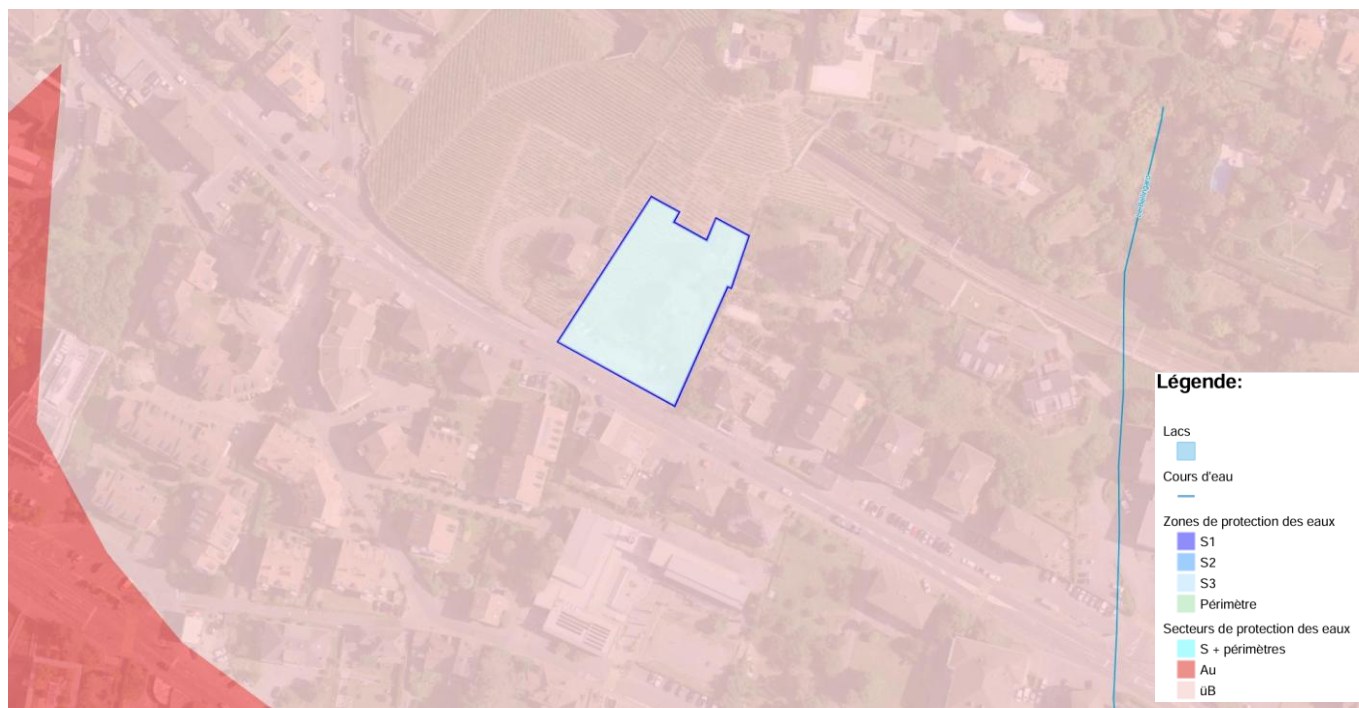 Légende:
Lacs
Cours d'eau
Zones de protection des eaux
S1
S2
S3
Périmètre
Secteurs de protection des eaux
S + périmètres
Au
üB